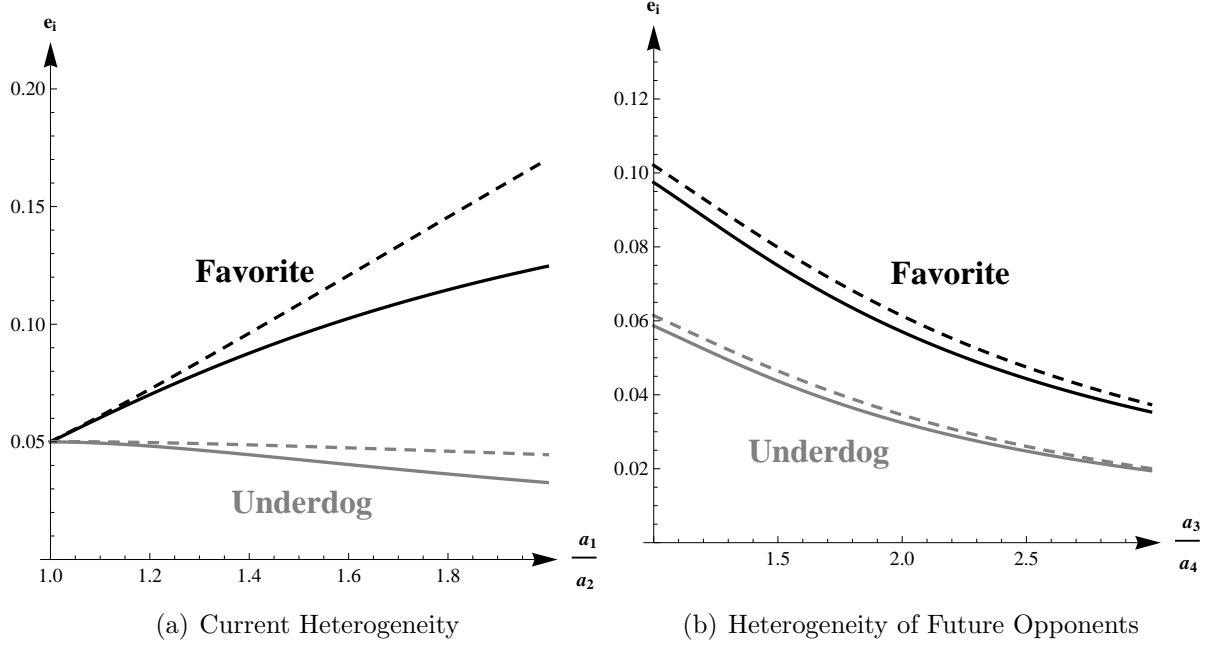 e_i
0.20
0.15
0.10
0.05
1.0 1.2 1.4 1.6 1.8
Favorite
Underdog
a_1
a_2
(a) Current Heterogeneity
e_i
0.12
0.10
0.08
0.06
0.04
0.02
1.5 2.0 2.5
Favorite
Underdog
a_3
a_4
(b) Heterogeneity of Future Opponents